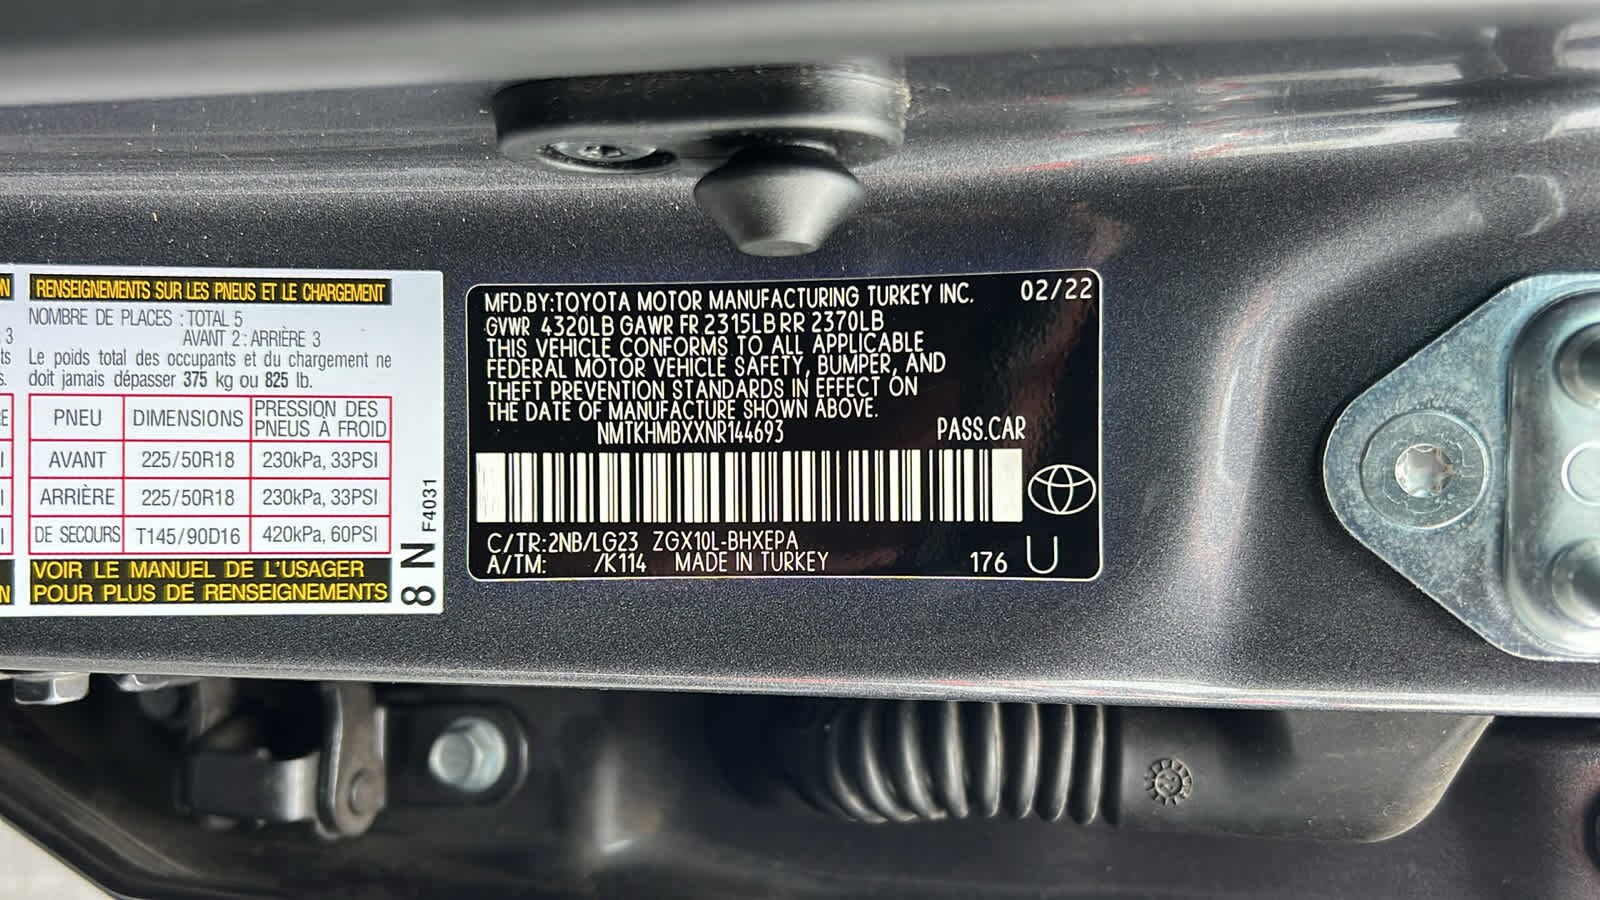 RENSEIGNEMENTS SUR LES PNEUS ET LE CHARGEMENT
NOMBRE DE PLACES : TOTAL 5
AVANT 2 : ARRIÈRE 3
Le poids total des occupants et du chargement ne
doit jamais dépasser 375 kg ou 825 lb.
PNEU DIMENSIONS PRESSION DES PNEUS À FROID
AVANT 225/50R18 230kPa, 33PSI
ARRIÈRE 225/50R18 230kPa, 33PSI
DE SECOURS T145/90D16 420kPa, 60PSI
VOIR LE MANUEL DE L'USAGER
POUR PLUS DE RENSEIGNEMENTS
8 N F4031
MFD.BY:TOYOTA MOTOR MANUFACTURING TURKEY INC. 02/22
GVWR 4320LB GAWR FR 2315LB RR 2370LB
THIS VEHICLE CONFORMS TO ALL APPLICABLE
FEDERAL MOTOR VEHICLE SAFETY, BUMPER, AND
THEFT PREVENTION STANDARDS IN EFFECT ON
THE DATE OF MANUFACTURE SHOWN ABOVE.
NMTKHMBXXNR144693 PASS.CAR
C/TR:2NB/LG23 ZGX10L-BHXEPA
A/TM: /K114 MADE IN TURKEY 176 U